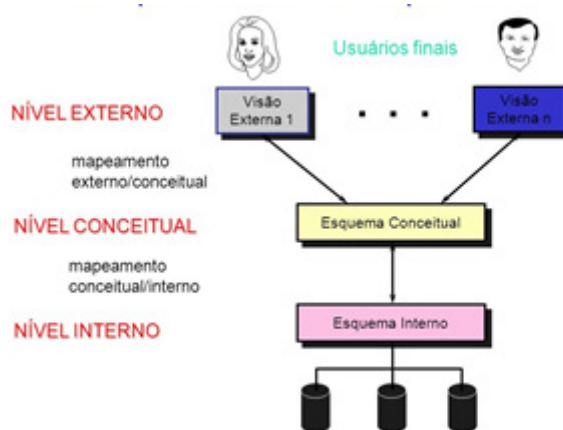 Usuários finais
NÍVEL EXTERNO
Visão
Externa 1
. . .
Visão
Externa n
mapeamento
externo/conceitual
NÍVEL CONCEITUAL
Esquema Conceitual
mapeamento
conceitual/interno
NÍVEL INTERNO
Esquema Interno